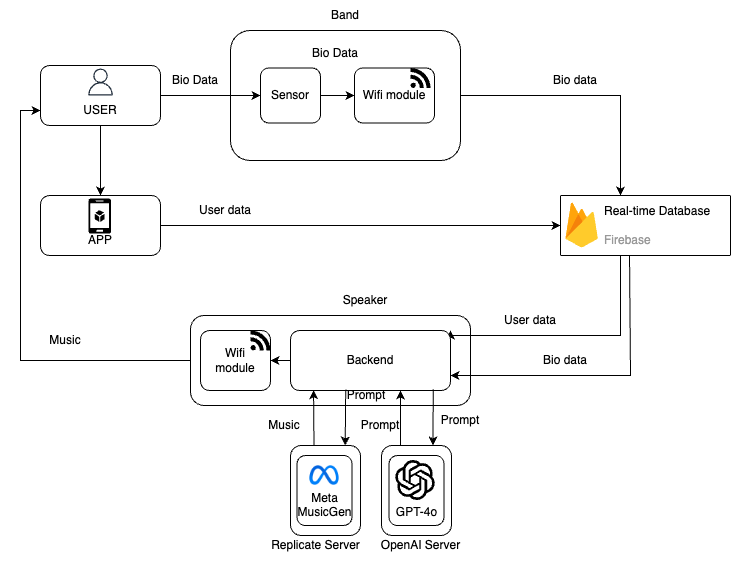 Band
Bio Data
Bio Data
Bio data
USER
Sensor
Wifi module
User data
APP
Real-time Database
Firebase
Speaker
User data
Music
Wifi
module
Backend
Bio data
Prompt
Music
Prompt
Prompt
Meta
MusicGen
GPT-4o
Replicate Server
OpenAI Server